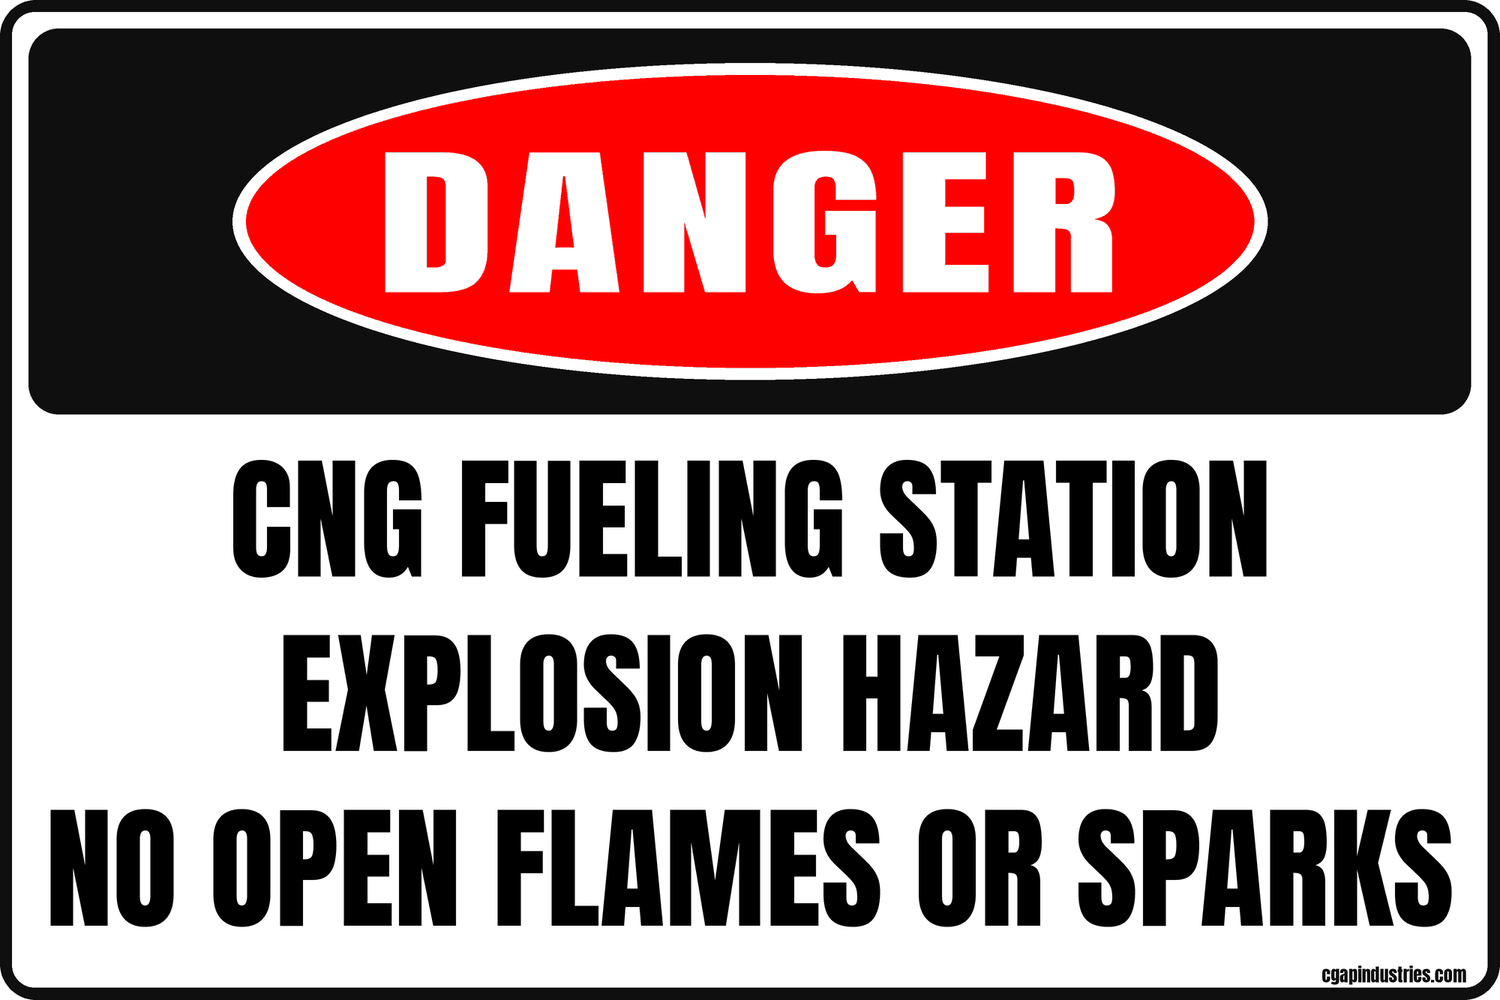 DANGER
CNG FUELING STATION
EXPLOSION HAZARD
NO OPEN FLAMES OR SPARKS
cgapindustries.com